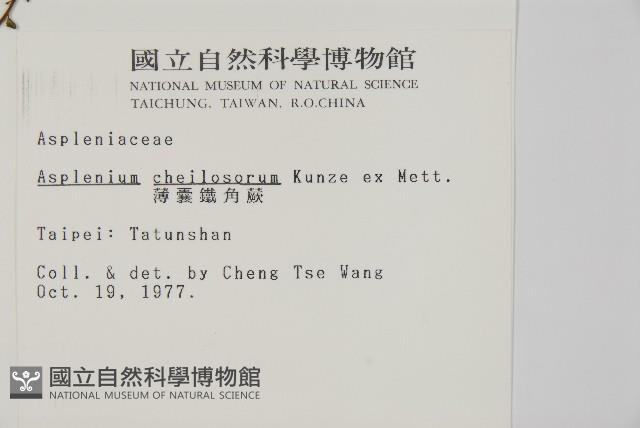 國立自然科學博物館
NATIONAL MUSEUM OF NATURAL SCIENCE
TAICHUNG, TAIWAN, R.O.CHINA
Aspleniaceae
Asplenium cheilosorum Kunze ex Mett.
薄囊鐵角蕨
Taipei: Tatunshan
Coll. & det. by Cheng Tse Wang
Oct. 19, 1977.
國立自然科學博物館
NATIONAL MUSEUM OF NATURAL SCIENCE